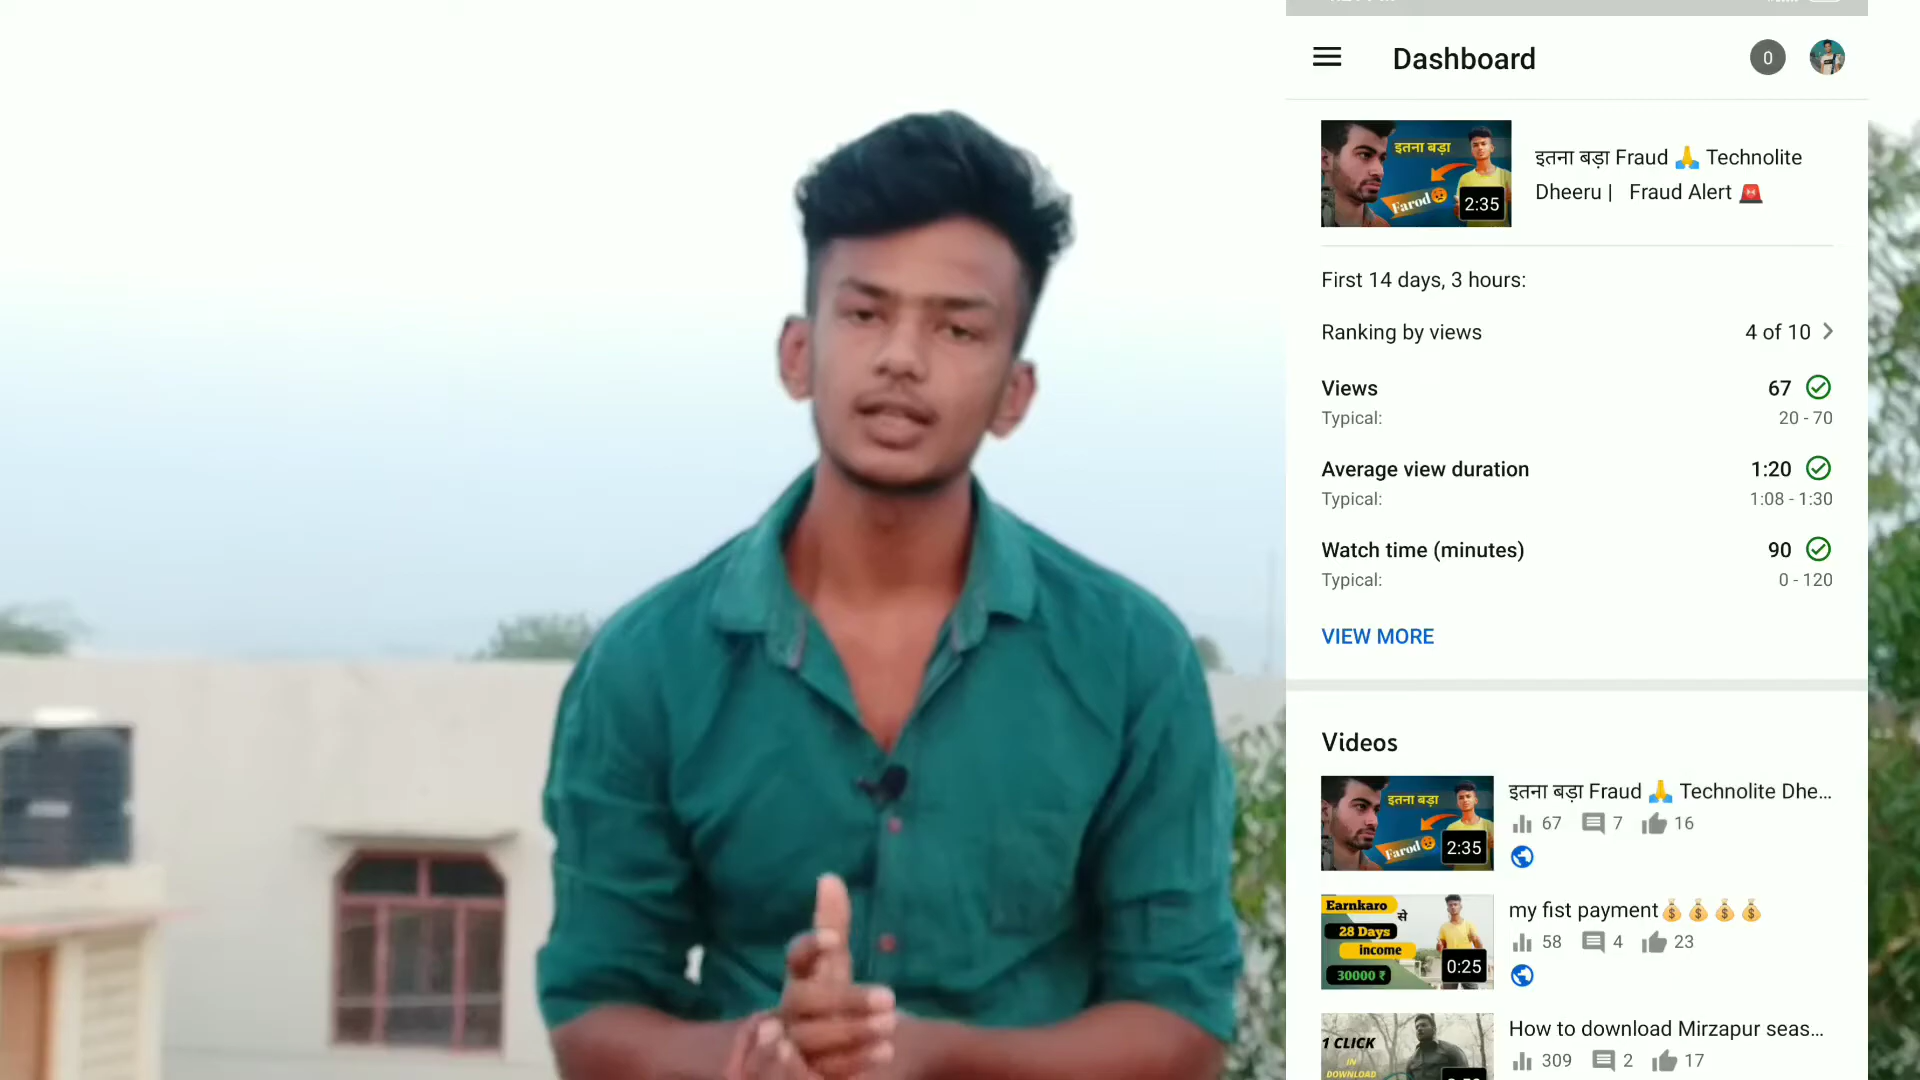 Dashboard
0
इतना बड़ा
Farod
2:35
इतना बड़ा Fraud 🙏 Technolite
Dheeru | Fraud Alert 🚨
First 14 days, 3 hours:
Ranking by views
4 of 10
Views
67
Typical:
20 - 70
Average view duration
1:20
Typical:
1:08 - 1:30
Watch time (minutes)
90
Typical:
0 - 120
VIEW MORE
Videos
इतना बड़ा
Farod
2:35
इतना बड़ा Fraud 🙏 Technolite Dhe...
67 7 16
Earnkaro
से
28 Days
income
30000 ₹
0:25
my fist payment💰💰💰💰
58 4 23
1 CLICK
IN
DOWNLOAD
How to download Mirzapur seas...
309 2 17